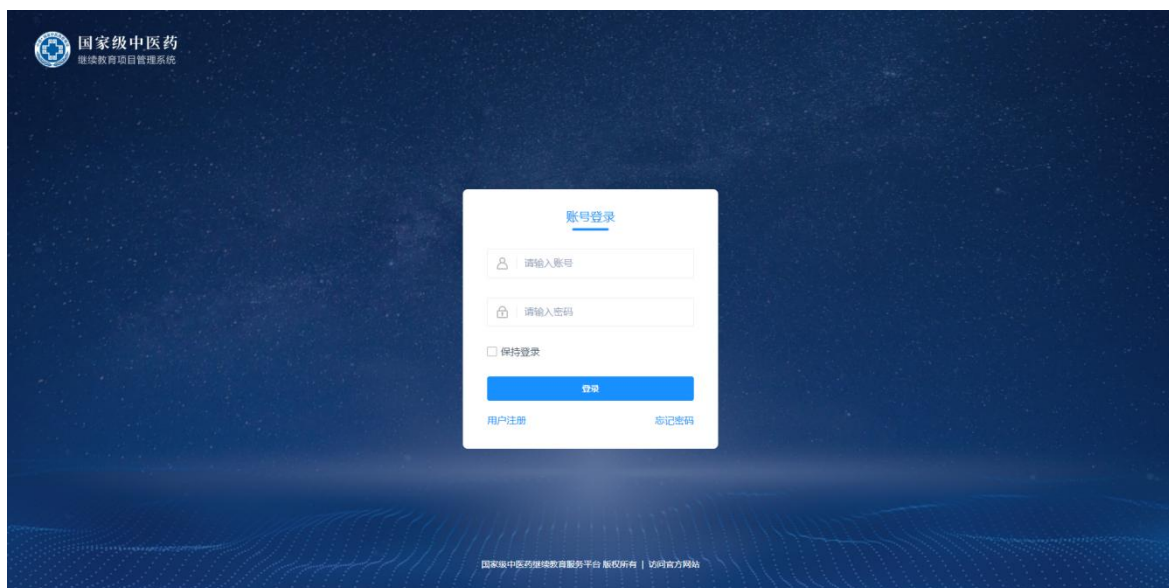 国家级中医药
继续教育项目管理系统
账号登录
请输入账号
请输入密码
保持登录
登录
用户注册 忘记密码
国家级中医药继续教育服务平台 版权所有 | 访问官方网站